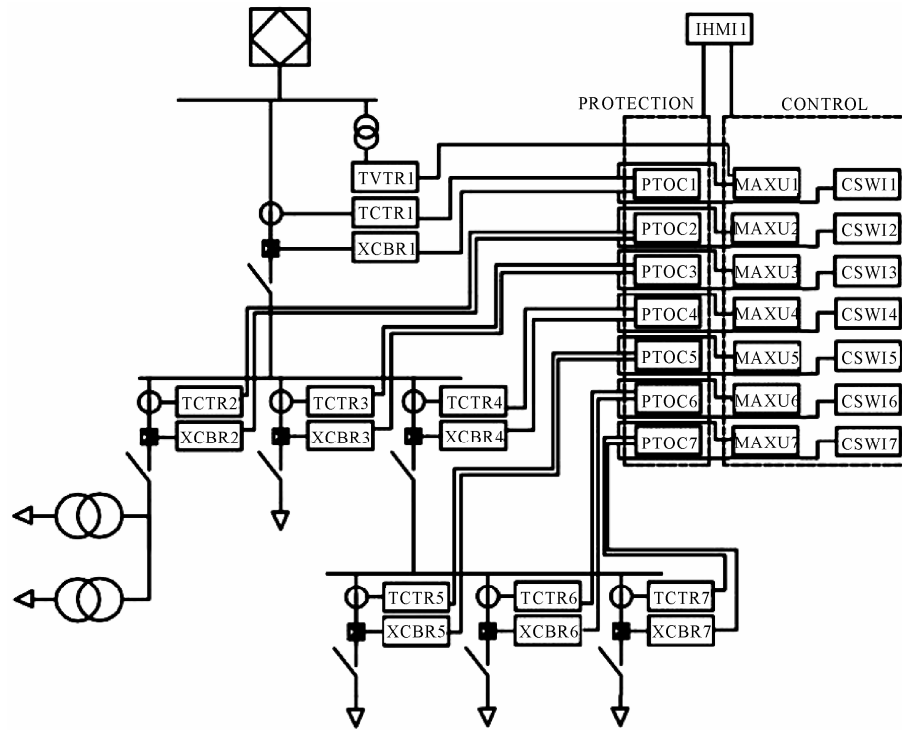 IHMI1
PROTECTION CONTROL
TVTR1 PTOC1 MAXU1 CSWI1
TCTR1
XCBR1 PTOC2 MAXU2 CSWI2
PTOC3 MAXU3 CSWI3
PTOC4 MAXU4 CSWI4
PTOC5 MAXU5 CSWI5
TCTR2 TCTR3 TCTR4 PTOC6 MAXU6 CSWI6
XCBR2 XCBR3 XCBR4 PTOC7 MAXU7 CSWI7
TCTR5 TCTR6 TCTR7
XCBR5 XCBR6 XCBR7